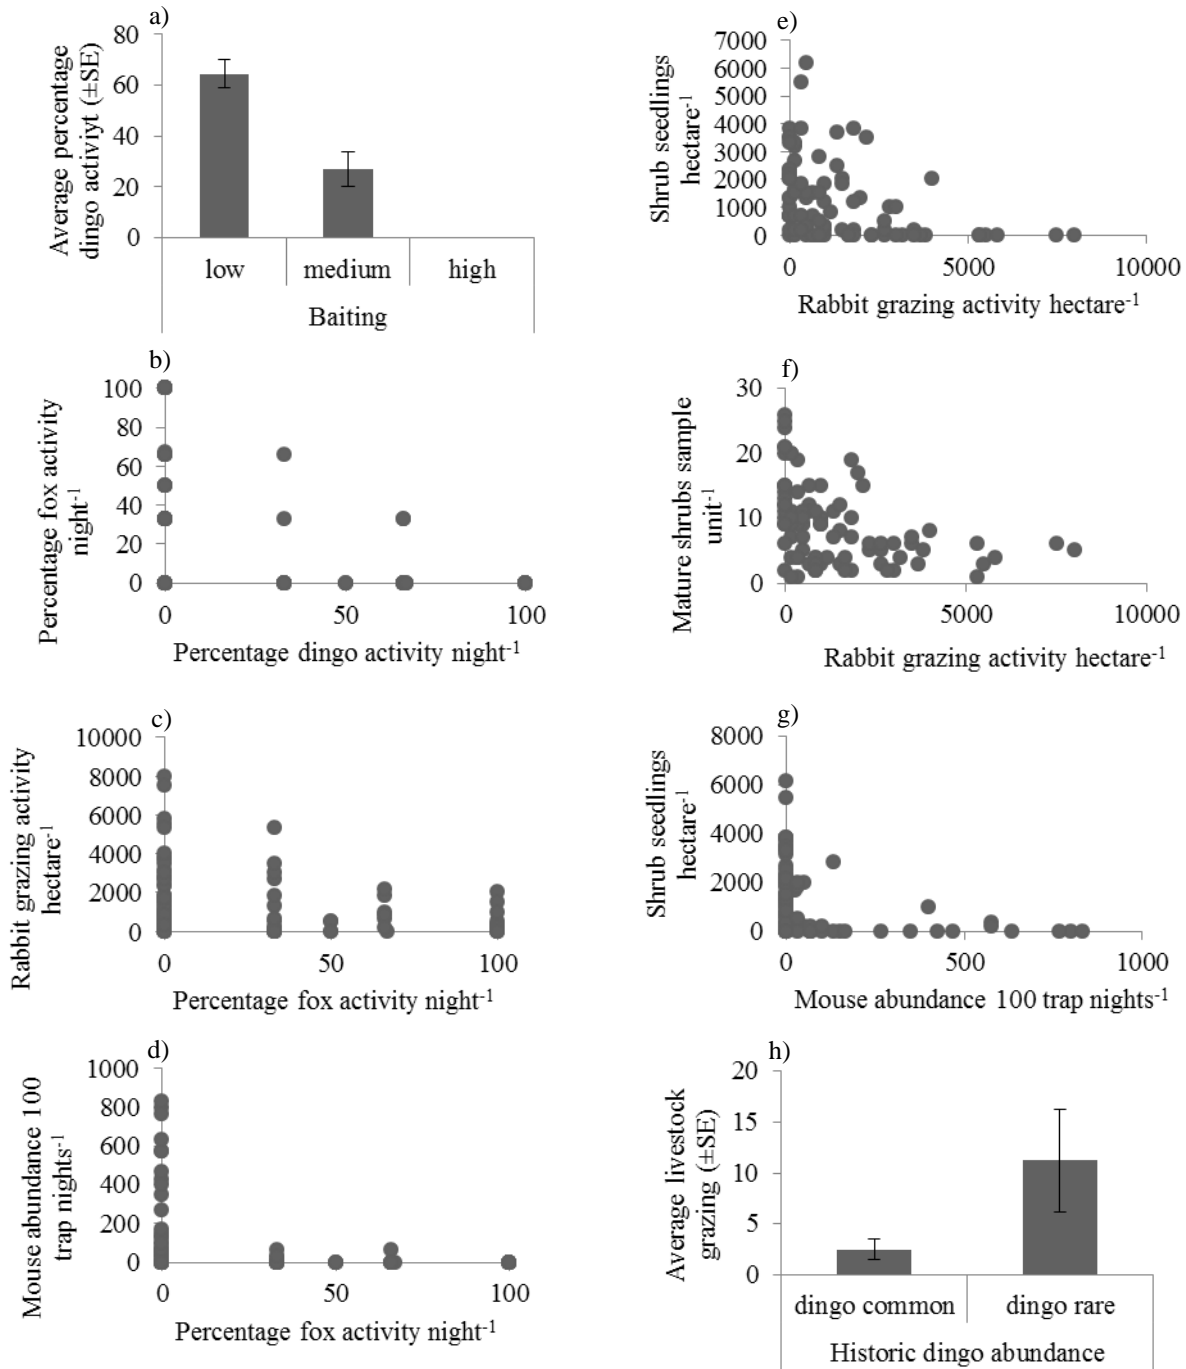 a)
Average percentage
dingo activiyt (±SE)
80
60
40
20
0
low medium high
Baiting
b)
Percentage fox activity
night-1
100
80
60
40
20
0
0 50 100
Percentage dingo activity night-1
c)
Rabbit grazing activity
hectare-1
10000
8000
6000
4000
2000
0
0 50 100
Percentage fox activity night-1
d)
Mouse abundance 100
trap nights-1
1000
800
600
400
200
0
0 50 100
Percentage fox activity night-1
e)
Shrub seedlings
hectare-1
7000
6000
5000
4000
3000
2000
1000
0
0 5000 10000
Rabbit grazing activity hectare-1
f)
Mature shrubs sample
unit-1
30
20
10
0
0 5000 10000
Rabbit grazing activity hectare-1
g)
Shrub seedlings
hectare-1
8000
6000
4000
2000
0
0 500 1000
Mouse abundance 100 trap nights-1
h)
Average livestock
grazing (±SE)
20
15
10
5
0
dingo common dingo rare
Historic dingo abundance